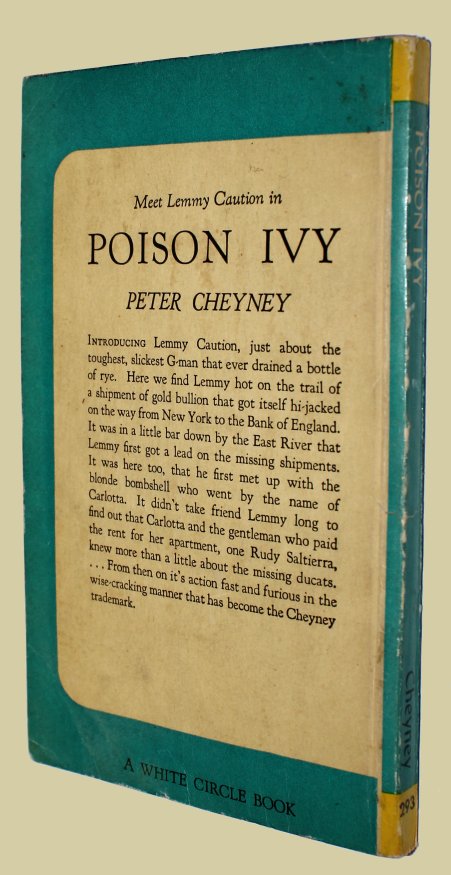 Meet Lemmy Caution in
POISON IVY
PETER CHEYNEY
INTRODUCING Lemmy Caution, just about the
toughest, slickest G-man that ever drained a bottle
of rye. Here we find Lemmy hot on the trail of
a shipment of gold bullion that got itself hi-jacked
on the way from New York to the Bank of England.
It was in a little bar down by the East River that
Lemmy first got a lead on the missing shipments.
It was here too, that he first met up with the
blonde bombshell who went by the name of
Carlotta. It didn't take friend Lemmy long to
find out that Carlotta and the gentleman who paid
the rent for her apartment, one Rudy Saltierra,
knew more than a little about the missing ducats.
. . . From then on it's action fast and furious in the
wise-cracking manner that has become the Cheyney
trademark.
A WHITE CIRCLE BOOK
POISON IVY
Cheyney
293